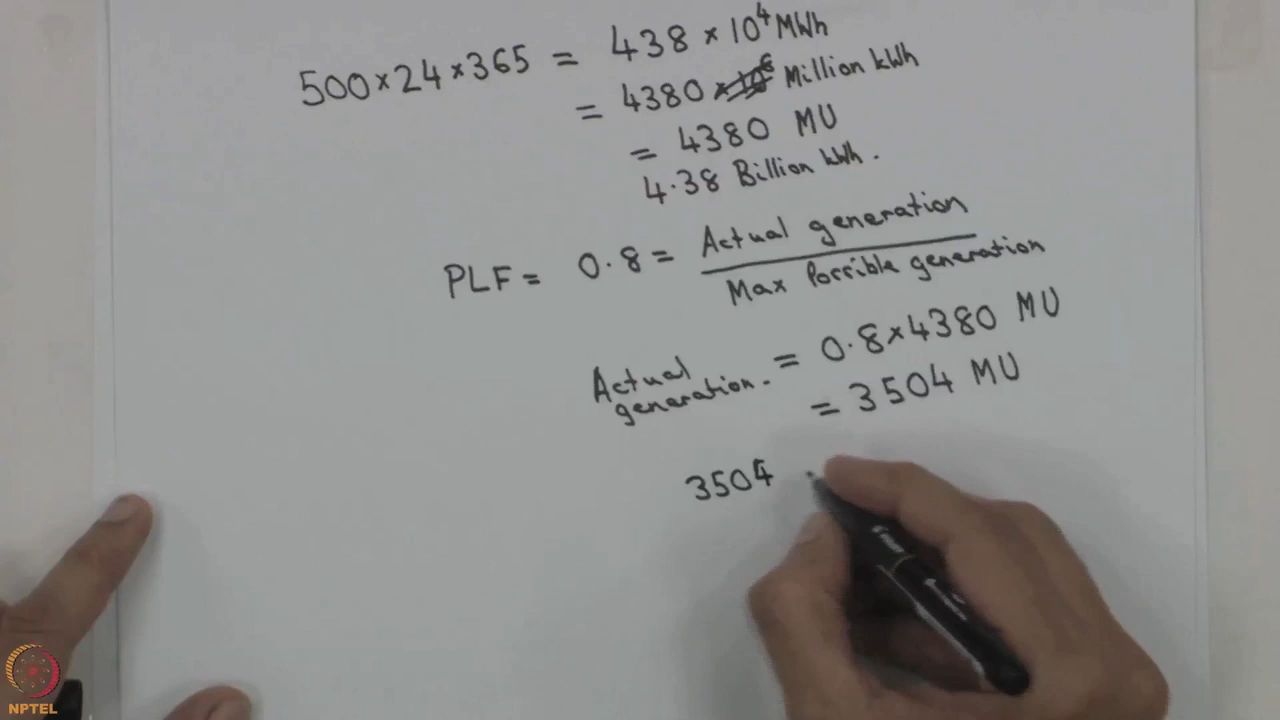 500×24×365 = 438 × 10⁴ MWh
= 4380 Million kWh
= 4380 MU
4.38 Billion kWh.
PLF = 0.8 = Actual generation
Max Possible generation
Actual generation. = 0.8×4380 MU
= 3504 MU
3504
NPTEL